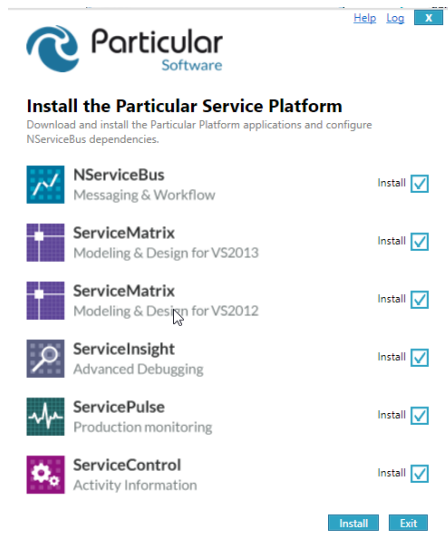 Help Log X
Particular
Software
Install the Particular Service Platform
Download and install the Particular Platform applications and configure
NServiceBus dependencies.
NServiceBus
Messaging & Workflow
Install
ServiceMatrix
Modeling & Design for VS2013
Install
ServiceMatrix
Modeling & Design for VS2012
Install
ServiceInsight
Advanced Debugging
Install
ServicePulse
Production monitoring
Install
ServiceControl
Activity Information
Install
Install Exit